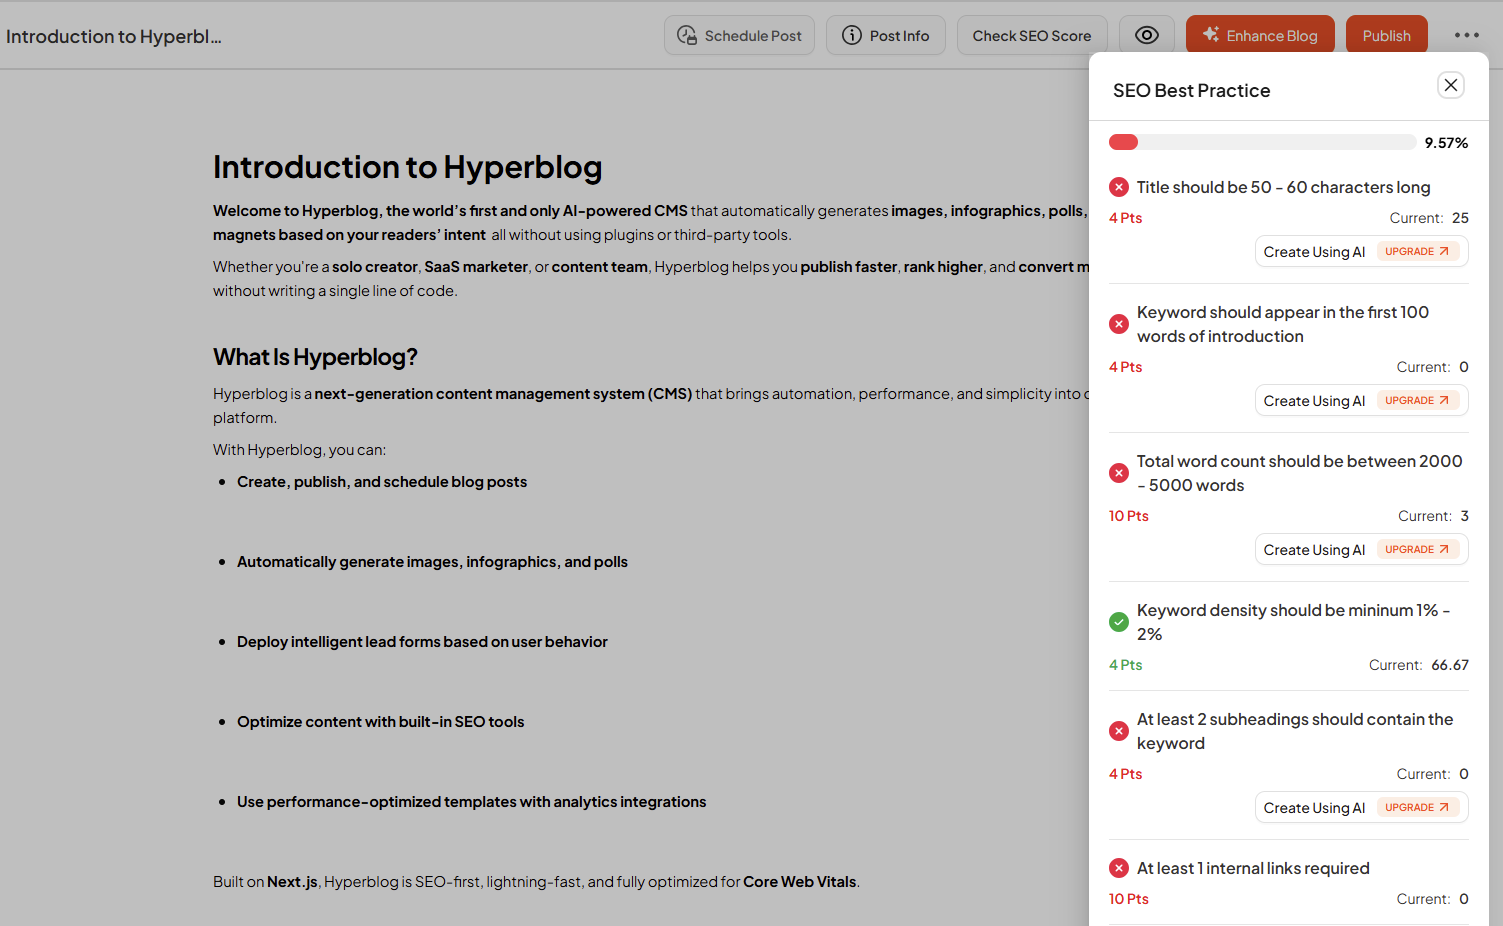 Introduction to Hyperbl...
Schedule Post
Post Info
Check SEO Score
Enhance Blog
Publish
Introduction to Hyperblog
Welcome to Hyperblog, the world's first and only AI-powered CMS that automatically generates images, infographics, polls,
magnets based on your readers' intent all without using plugins or third-party tools.
Whether you're a solo creator, SaaS marketer, or content team, Hyperblog helps you publish faster, rank higher, and convert m
without writing a single line of code.
What Is Hyperblog?
Hyperblog is a next-generation content management system (CMS) that brings automation, performance, and simplicity into
platform.
With Hyperblog, you can:
• Create, publish, and schedule blog posts
• Automatically generate images, infographics, and polls
• Deploy intelligent lead forms based on user behavior
• Optimize content with built-in SEO tools
• Use performance-optimized templates with analytics integrations
Built on Next.js, Hyperblog is SEO-first, lightning-fast, and fully optimized for Core Web Vitals.
SEO Best Practice
9.57%
Title should be 50 - 60 characters long
4 Pts Current: 25
Create Using AI UPGRADE
Keyword should appear in the first 100
words of introduction
4 Pts Current: 0
Create Using AI UPGRADE
Total word count should be between 2000
- 5000 words
10 Pts Current: 3
Create Using AI UPGRADE
Keyword density should be mininum 1% -
2%
4 Pts Current: 66.67
At least 2 subheadings should contain the
keyword
4 Pts Current: 0
Create Using AI UPGRADE
At least 1 internal links required
10 Pts Current: 0